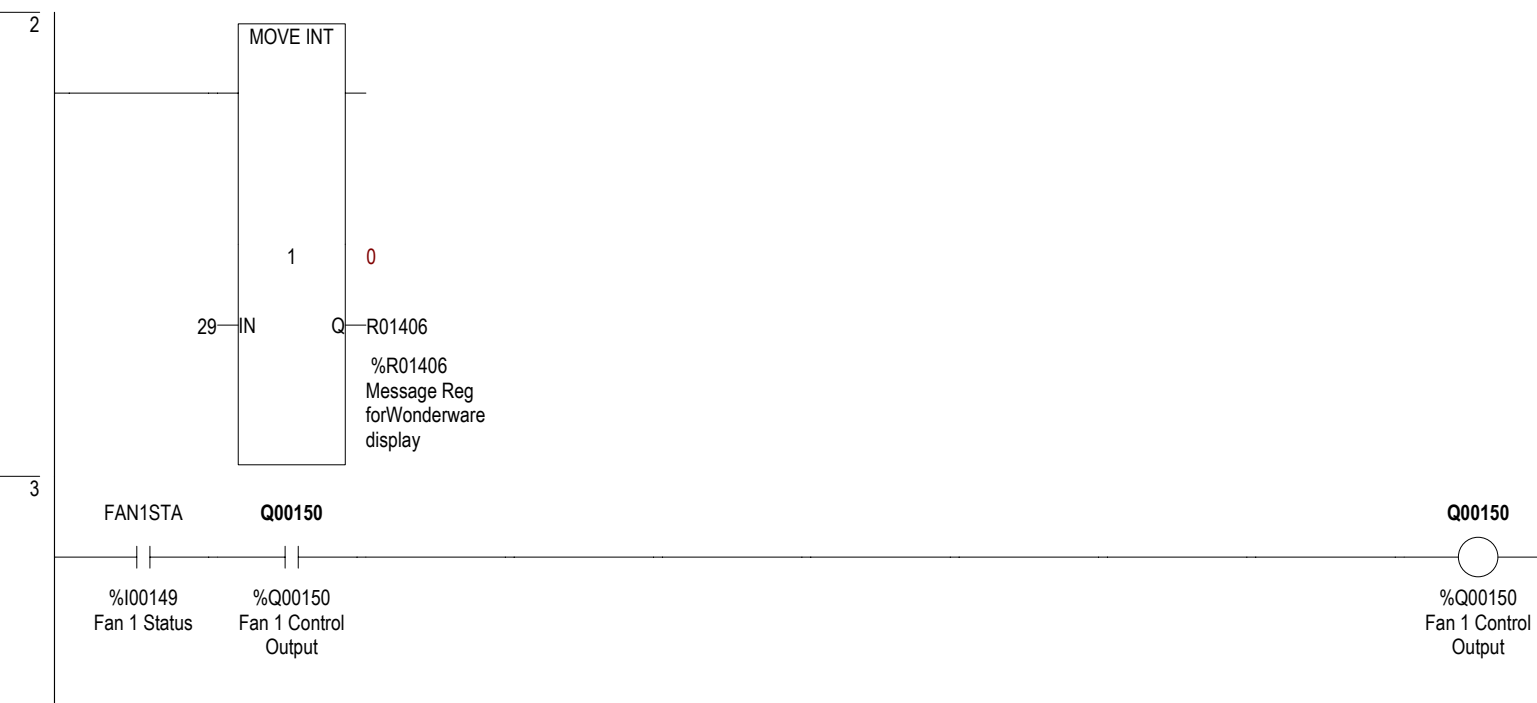 2
MOVE INT
1
0
29
IN
Q
R01406
%R01406
Message Reg
forWonderware
display
3
FAN1STA
Q00150
Q00150
%I00149
Fan 1 Status
%Q00150
Fan 1 Control
Output
%Q00150
Fan 1 Control
Output